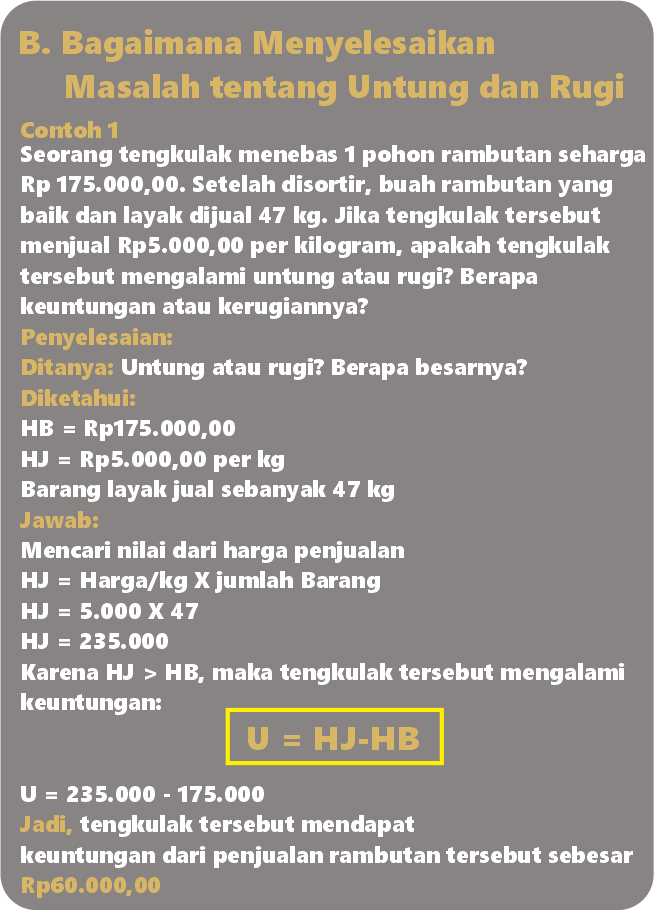 B. Bagaimana Menyelesaikan
Masalah tentang Untung dan Rugi
Contoh 1
Seorang tengkulak menebas 1 pohon rambutan seharga
Rp 175.000,00. Setelah disortir, buah rambutan yang
baik dan layak dijual 47 kg. Jika tengkulak tersebut
menjual Rp5.000,00 per kilogram, apakah tengkulak
tersebut mengalami untung atau rugi? Berapa
keuntungan atau kerugiannya?
Penyelesaian:
Ditanya: Untung atau rugi? Berapa besarnya?
Diketahui:
HB = Rp175.000,00
HJ = Rp5.000,00 per kg
Barang layak jual sebanyak 47 kg
Jawab:
Mencari nilai dari harga penjualan
HJ = Harga/kg X jumlah Barang
HJ = 5.000 X 47
HJ = 235.000
Karena HJ > HB, maka tengkulak tersebut mengalami
keuntungan:
U = HJ-HB
U = 235.000 - 175.000
Jadi, tengkulak tersebut mendapat
keuntungan dari penjualan rambutan tersebut sebesar
Rp60.000,00